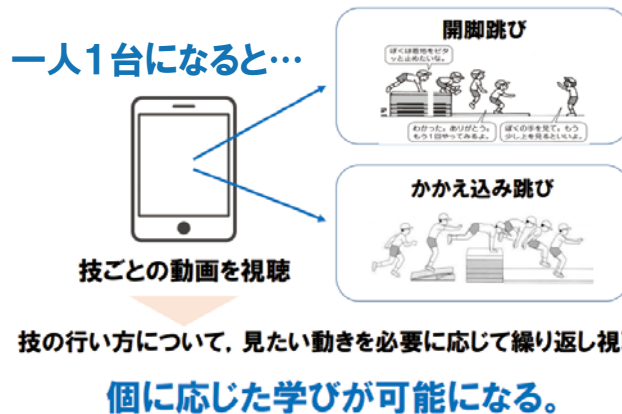 一人1台になると…
開脚跳び
ぼくは着地をピタ
ッと止めたいな。
わかった。ありがとう。
もう1回やってみるよ。
ぼくの手を見て。もう
少し上を見るといいよ。
かかえ込み跳び
技ごとの動画を視聴
技の行い方について，見たい動きを必要に応じて繰り返し視
個に応じた学びが可能になる。